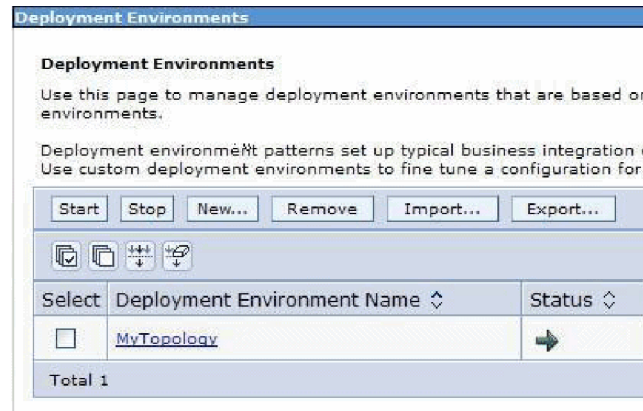 Deployment Environments
Deployment Environments
Use this page to manage deployment environments that are based o
environments.
Deployment environment patterns set up typical business integration
Use custom deployment environments to fine tune a configuration for
Start Stop New... Remove Import... Export...
Select Deployment Environment Name Status
MyTopology
Total 1